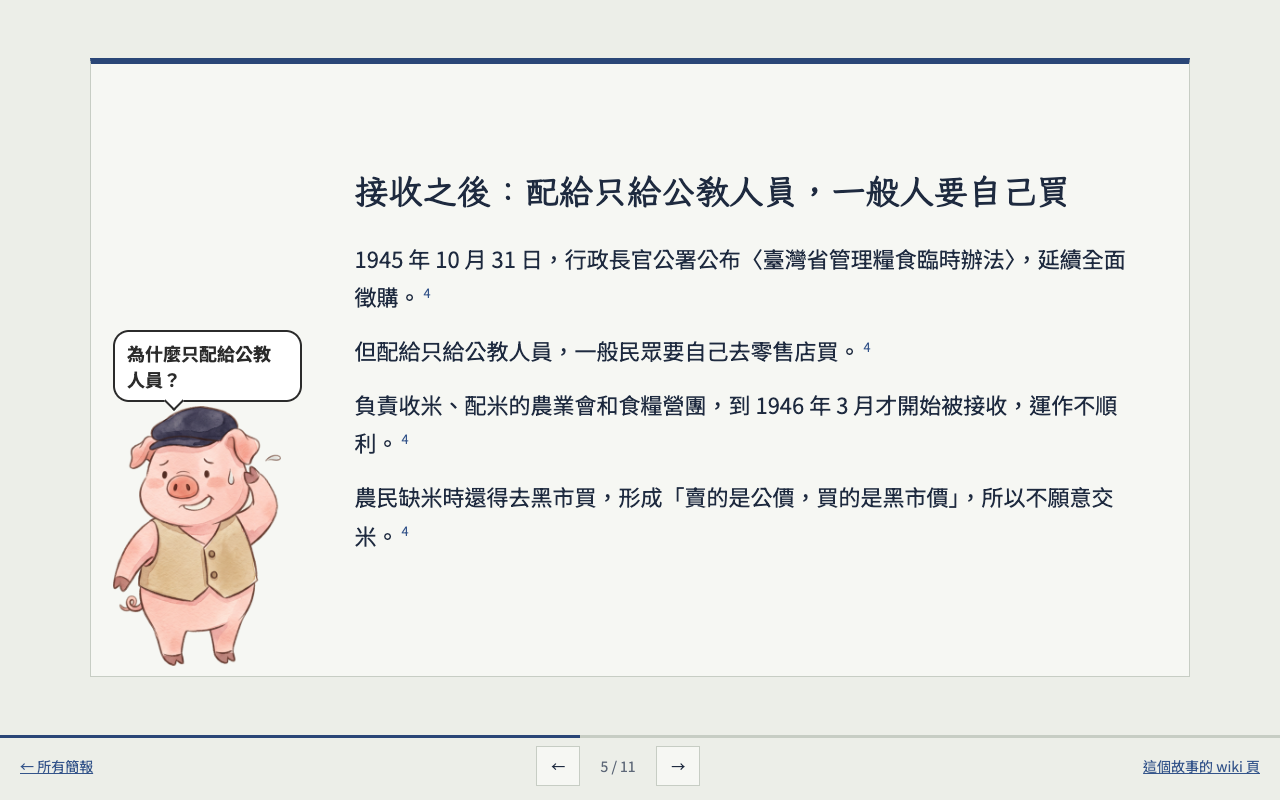 接收之後：配給只給公教人員，一般人要自己買
1945 年 10 月 31 日，行政長官公署公布〈臺灣省管理糧食臨時辦法〉，延續全面
徵購。4
但配給只給公教人員，一般民眾要自己去零售店買。4
負責收米、配米的農業會和食糧營團，到 1946 年 3 月才開始被接收，運作不順
利。4
農民缺米時還得去黑市買，形成「賣的是公價，買的是黑市價」，所以不願意交
米。4
為什麼只配給公教
人員？
← 所有簡報
←
5 / 11
→
這個故事的 wiki 頁